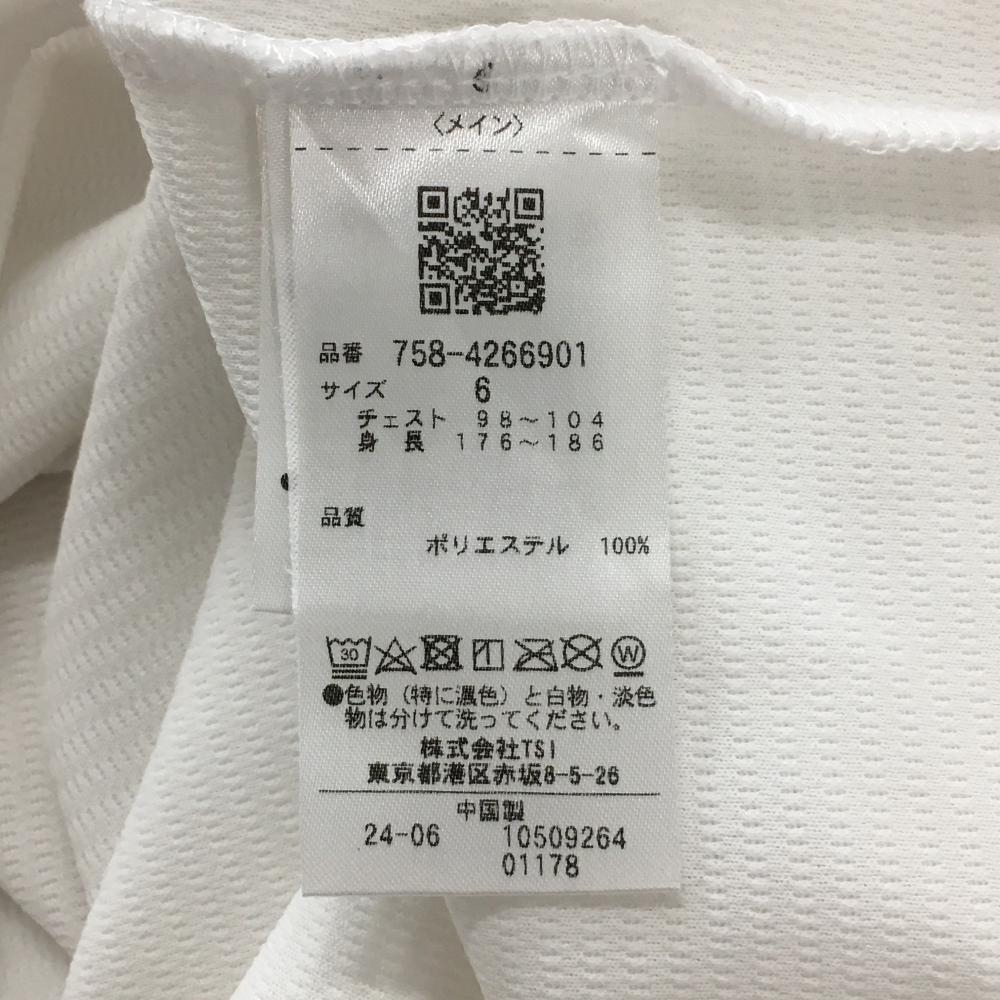 〈メイン〉
品番 758-4266901
サイズ 6
チェスト 98～104
身長 176～186
品質
ポリエステル 100%
30 W
●色物（特に濃色）と白物・淡色
物は分けて洗ってください。
株式会社TSI
東京都港区赤坂8-5-26
中国製
24-06 10509264
01178